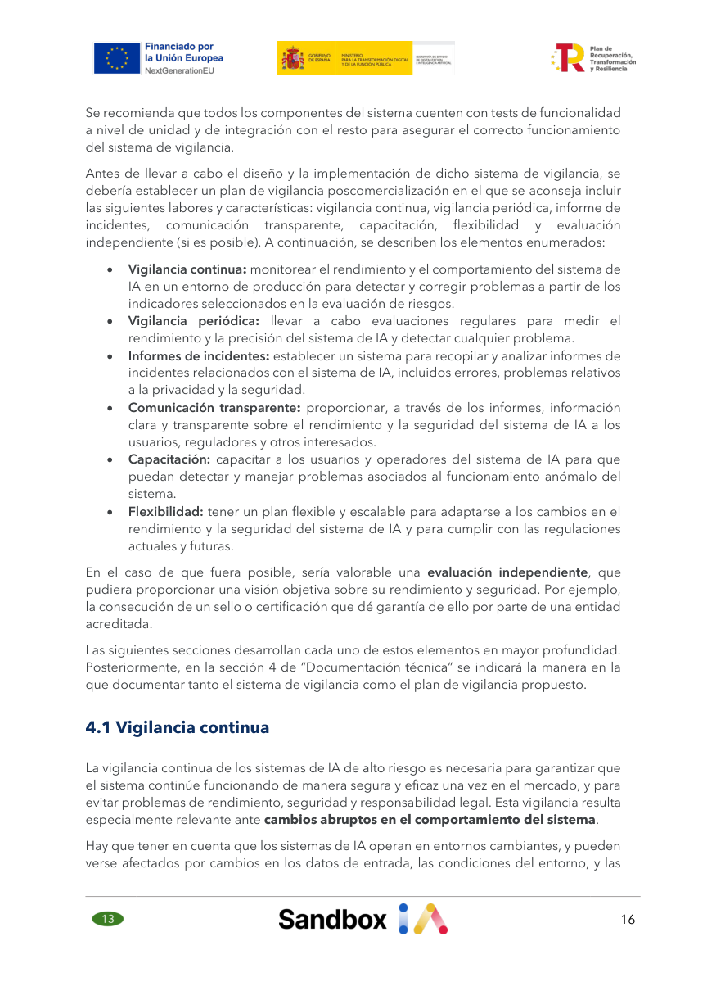 Financiado por
la Unión Europea
NextGenerationEU
GOBIERNO
DE ESPAÑA
MINISTERIO
PARA LA TRANSFORMACIÓN DIGITAL
Y DE LA FUNCIÓN PÚBLICA
SECRETARÍA DE ESTADO
DE DIGITALIZACIÓN
E INTELIGENCIA ARTIFICIAL
Plan de
Recuperación,
Transformación
y Resiliencia
Se recomienda que todos los componentes del sistema cuenten con tests de funcionalidad
a nivel de unidad y de integración con el resto para asegurar el correcto funcionamiento
del sistema de vigilancia.
Antes de llevar a cabo el diseño y la implementación de dicho sistema de vigilancia, se
debería establecer un plan de vigilancia poscomercialización en el que se aconseja incluir
las siguientes labores y características: vigilancia continua, vigilancia periódica, informe de
incidentes, comunicación transparente, capacitación, flexibilidad y evaluación
independiente (si es posible). A continuación, se describen los elementos enumerados:
• Vigilancia continua: monitorear el rendimiento y el comportamiento del sistema de
IA en un entorno de producción para detectar y corregir problemas a partir de los
indicadores seleccionados en la evaluación de riesgos.
• Vigilancia periódica: llevar a cabo evaluaciones regulares para medir el
rendimiento y la precisión del sistema de IA y detectar cualquier problema.
• Informes de incidentes: establecer un sistema para recopilar y analizar informes de
incidentes relacionados con el sistema de IA, incluidos errores, problemas relativos
a la privacidad y la seguridad.
• Comunicación transparente: proporcionar, a través de los informes, información
clara y transparente sobre el rendimiento y la seguridad del sistema de IA a los
usuarios, reguladores y otros interesados.
• Capacitación: capacitar a los usuarios y operadores del sistema de IA para que
puedan detectar y manejar problemas asociados al funcionamiento anómalo del
sistema.
• Flexibilidad: tener un plan flexible y escalable para adaptarse a los cambios en el
rendimiento y la seguridad del sistema de IA y para cumplir con las regulaciones
actuales y futuras.
En el caso de que fuera posible, sería valorable una evaluación independiente, que
pudiera proporcionar una visión objetiva sobre su rendimiento y seguridad. Por ejemplo,
la consecución de un sello o certificación que dé garantía de ello por parte de una entidad
acreditada.
Las siguientes secciones desarrollan cada uno de estos elementos en mayor profundidad.
Posteriormente, en la sección 4 de “Documentación técnica” se indicará la manera en la
que documentar tanto el sistema de vigilancia como el plan de vigilancia propuesto.
4.1 Vigilancia continua
La vigilancia continua de los sistemas de IA de alto riesgo es necesaria para garantizar que
el sistema continúe funcionando de manera segura y eficaz una vez en el mercado, y para
evitar problemas de rendimiento, seguridad y responsabilidad legal. Esta vigilancia resulta
especialmente relevante ante cambios abruptos en el comportamiento del sistema.
Hay que tener en cuenta que los sistemas de IA operan en entornos cambiantes, y pueden
verse afectados por cambios en los datos de entrada, las condiciones del entorno, y las
13
Sandbox IA
16